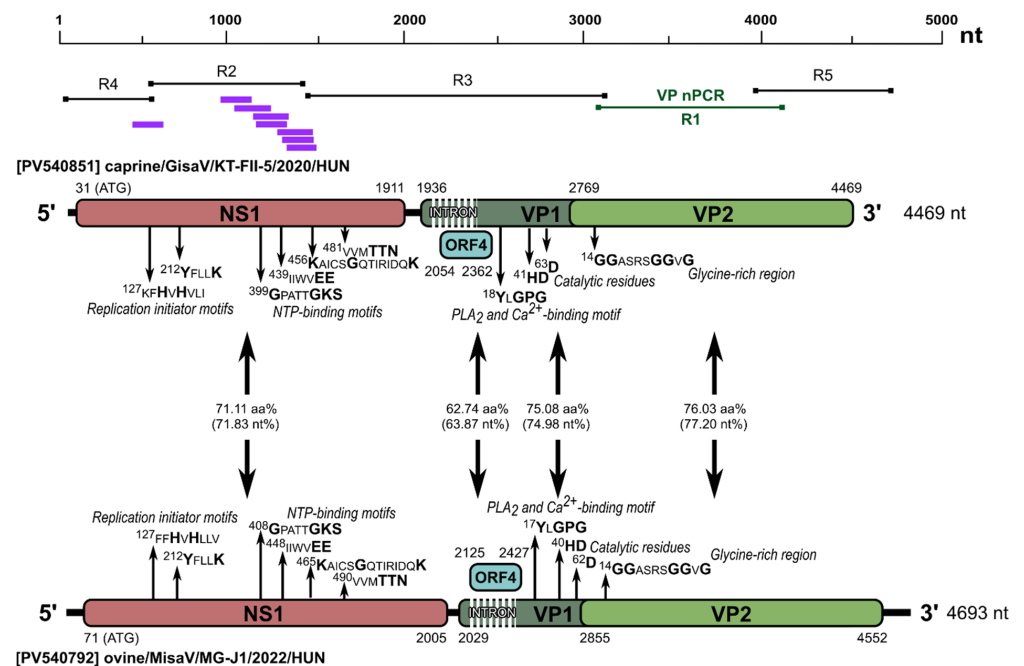 1 1000 2000 3000 4000 5000 nt
R4 R2 R3 VP nPCR R5
R1
[PV540851] caprine/GisaV/KT-FII-5/2020/HUN
31 (ATG) 1911 1936 2769 4469
5' NS1 INTRON VP1 VP2 3' 4469 nt
ORF4
2054 2362
127KFHVHVLI
212YFLLK
Replication initiator motifs
399GPATTGKS
439IIWVEE
456KAICSGQTIRIDQK
481VVMTTN
NTP-binding motifs
18YLGPG
PLA2 and Ca2+-binding motif
41HD
63D
Catalytic residues
14GGASRSGGVG
Glycine-rich region
71.11 aa% 62.74 aa% 75.08 aa% 76.03 aa%
(71.83 nt%) (63.87 nt%) (74.98 nt%) (77.20 nt%)
Replication initiator motifs
127FFHVHLLV
212YFLLK
NTP-binding motifs
408GPATTGKS
448IIWVEE
465KAICSGQTIRIDQK
490VVMTTN
PLA2 and Ca2+-binding motif
17YLGPG
40HD
62D
Catalytic residues
14GGASRSGGVG
Glycine-rich region
2125 2427
ORF4
5' NS1 INTRON VP1 VP2 3' 4693 nt
71 (ATG) 2005 2029 2855 4552
[PV540792] ovine/MisaV/MG-J1/2022/HUN